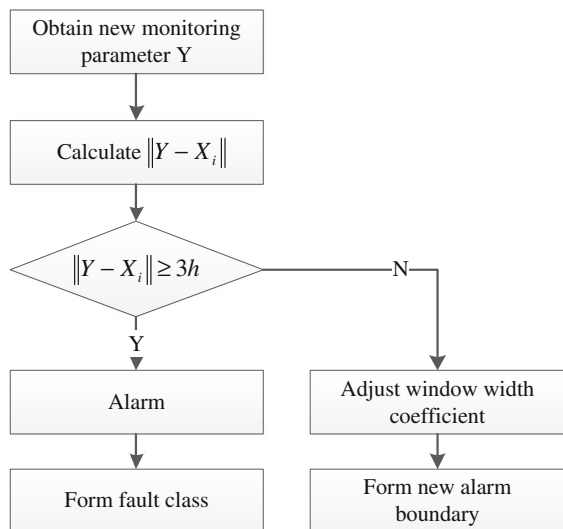 Obtain new monitoring
parameter Y
Calculate ‖Y − X_i‖
‖Y − X_i‖ ≥ 3h
N
Y
Alarm
Adjust window width
coefficient
Form fault class
Form new alarm
boundary